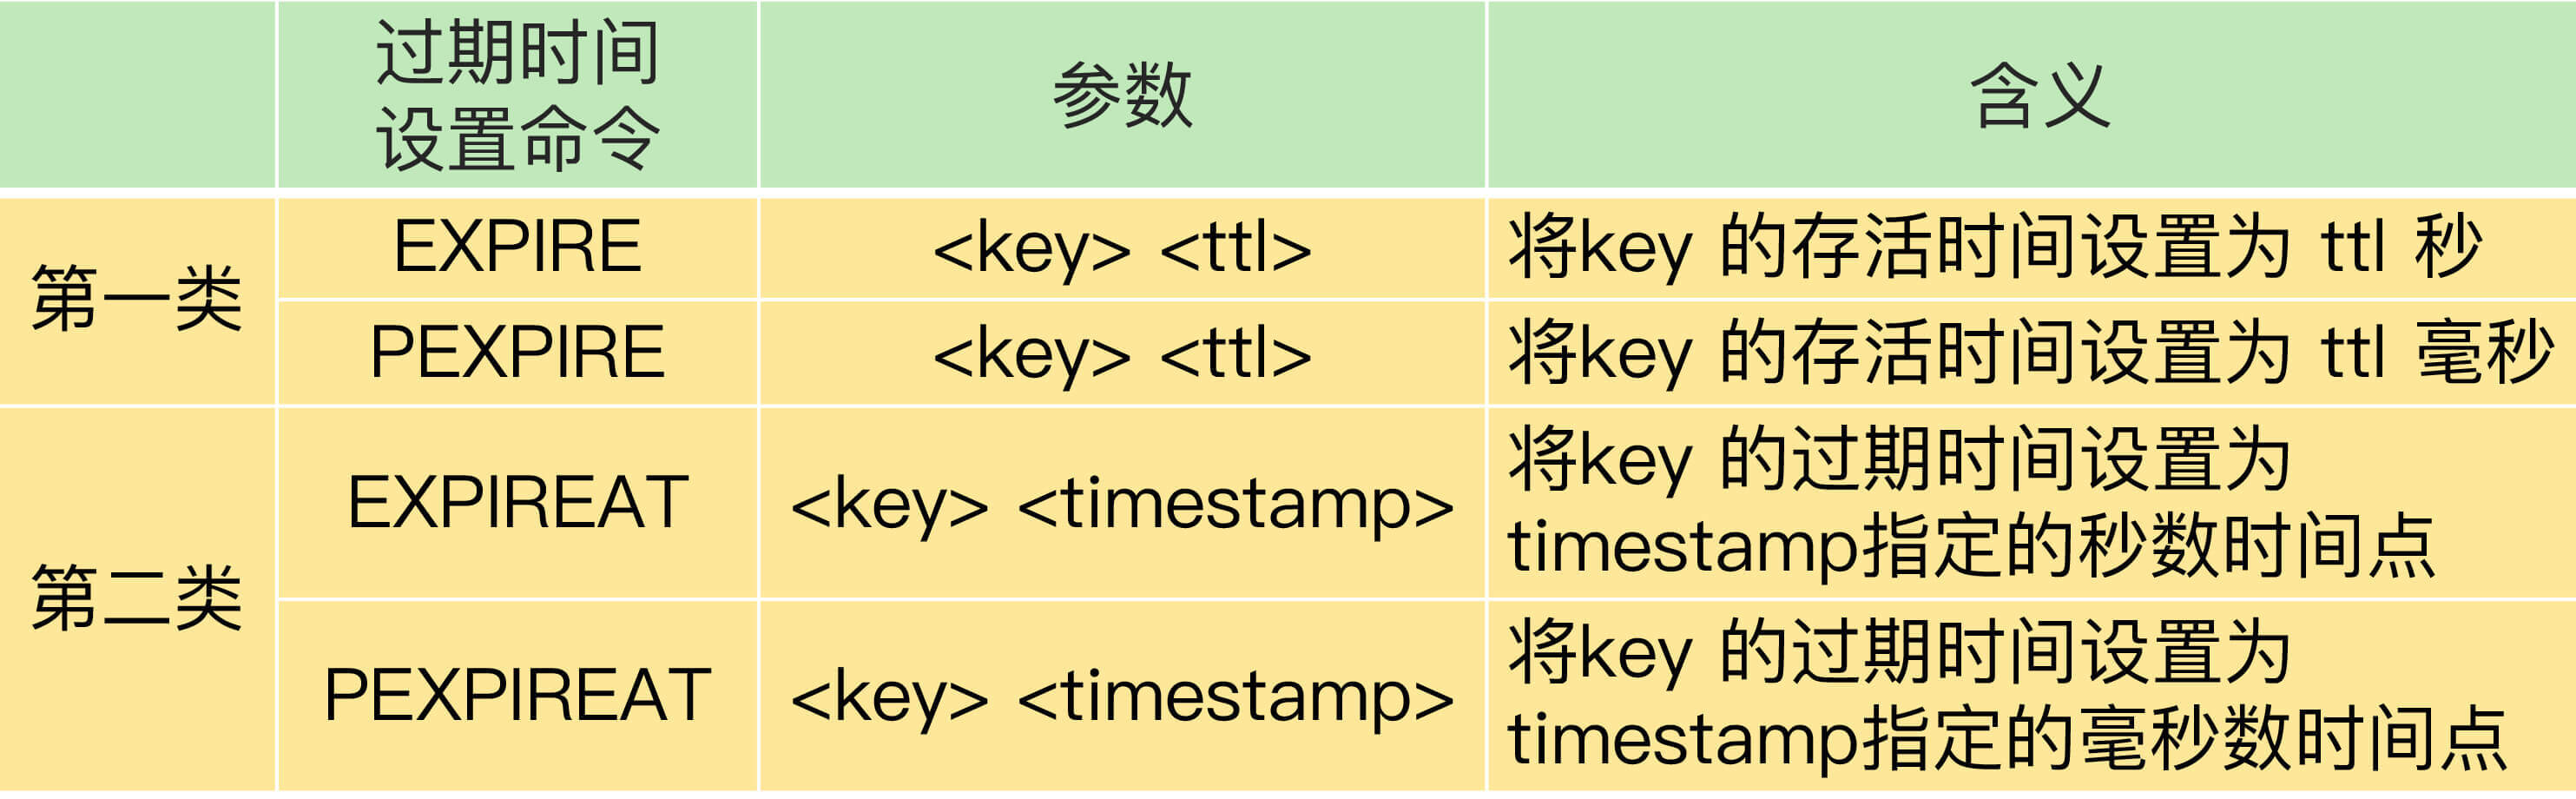 过期时间
设置命令
参数
含义
第一类
EXPIRE
<key> <ttl>
将key 的存活时间设置为 ttl 秒
PEXPIRE
<key> <ttl>
将key 的存活时间设置为 ttl 毫秒
第二类
EXPIREAT
<key> <timestamp>
将key 的过期时间设置为
timestamp指定的秒数时间点
PEXPIREAT
<key> <timestamp>
将key 的过期时间设置为
timestamp指定的毫秒数时间点